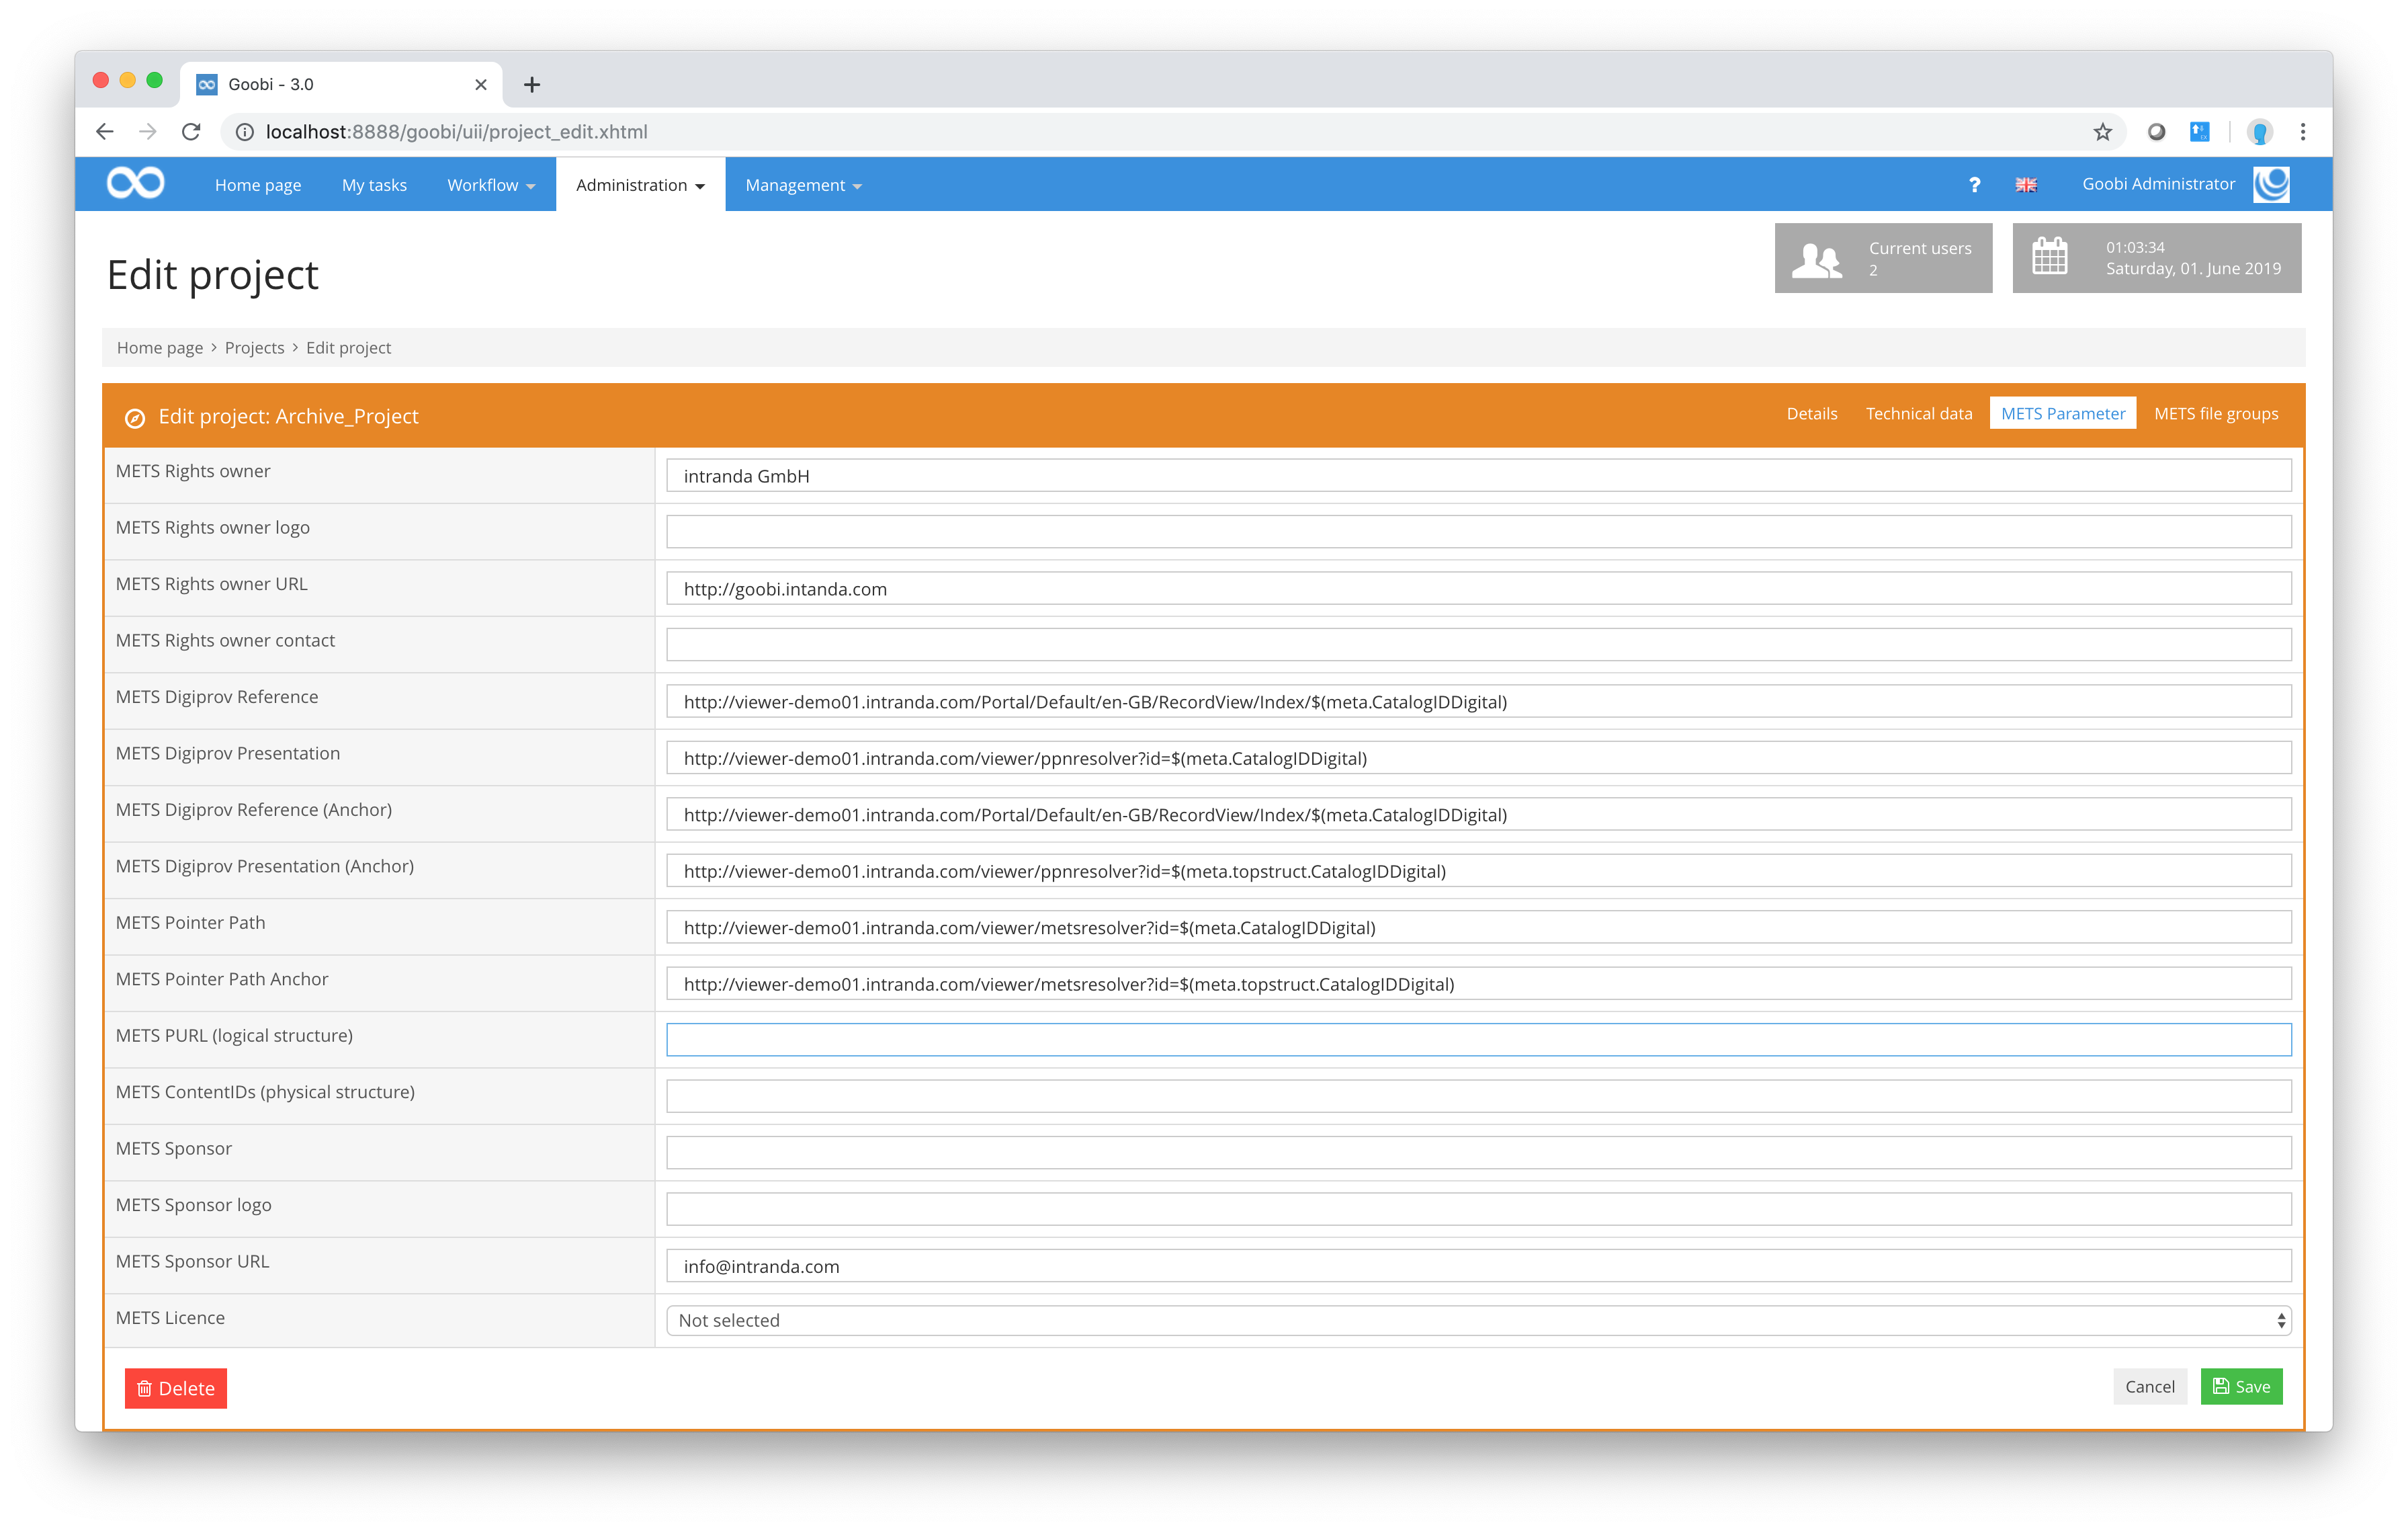 Goobi - 3.0
localhost:8888/goobi/uii/project_edit.xhtml
Home page My tasks Workflow Administration Management ? Goobi Administrator
Edit project
Current users
2
01:03:34
Saturday, 01. June 2019
Home page > Projects > Edit project
Edit project: Archive_Project
Details Technical data METS Parameter METS file groups
METS Rights owner intranda GmbH
METS Rights owner logo
METS Rights owner URL http://goobi.intanda.com
METS Rights owner contact
METS Digiprov Reference http://viewer-demo01.intranda.com/Portal/Default/en-GB/RecordView/Index/$(meta.CatalogIDDigital)
METS Digiprov Presentation http://viewer-demo01.intranda.com/viewer/ppnresolver?id=$(meta.CatalogIDDigital)
METS Digiprov Reference (Anchor) http://viewer-demo01.intranda.com/Portal/Default/en-GB/RecordView/Index/$(meta.CatalogIDDigital)
METS Digiprov Presentation (Anchor) http://viewer-demo01.intranda.com/viewer/ppnresolver?id=$(meta.topstruct.CatalogIDDigital)
METS Pointer Path http://viewer-demo01.intranda.com/viewer/metsresolver?id=$(meta.CatalogIDDigital)
METS Pointer Path Anchor http://viewer-demo01.intranda.com/viewer/metsresolver?id=$(meta.topstruct.CatalogIDDigital)
METS PURL (logical structure)
METS ContentIDs (physical structure)
METS Sponsor
METS Sponsor logo
METS Sponsor URL info@intranda.com
METS Licence Not selected
Delete Cancel Save